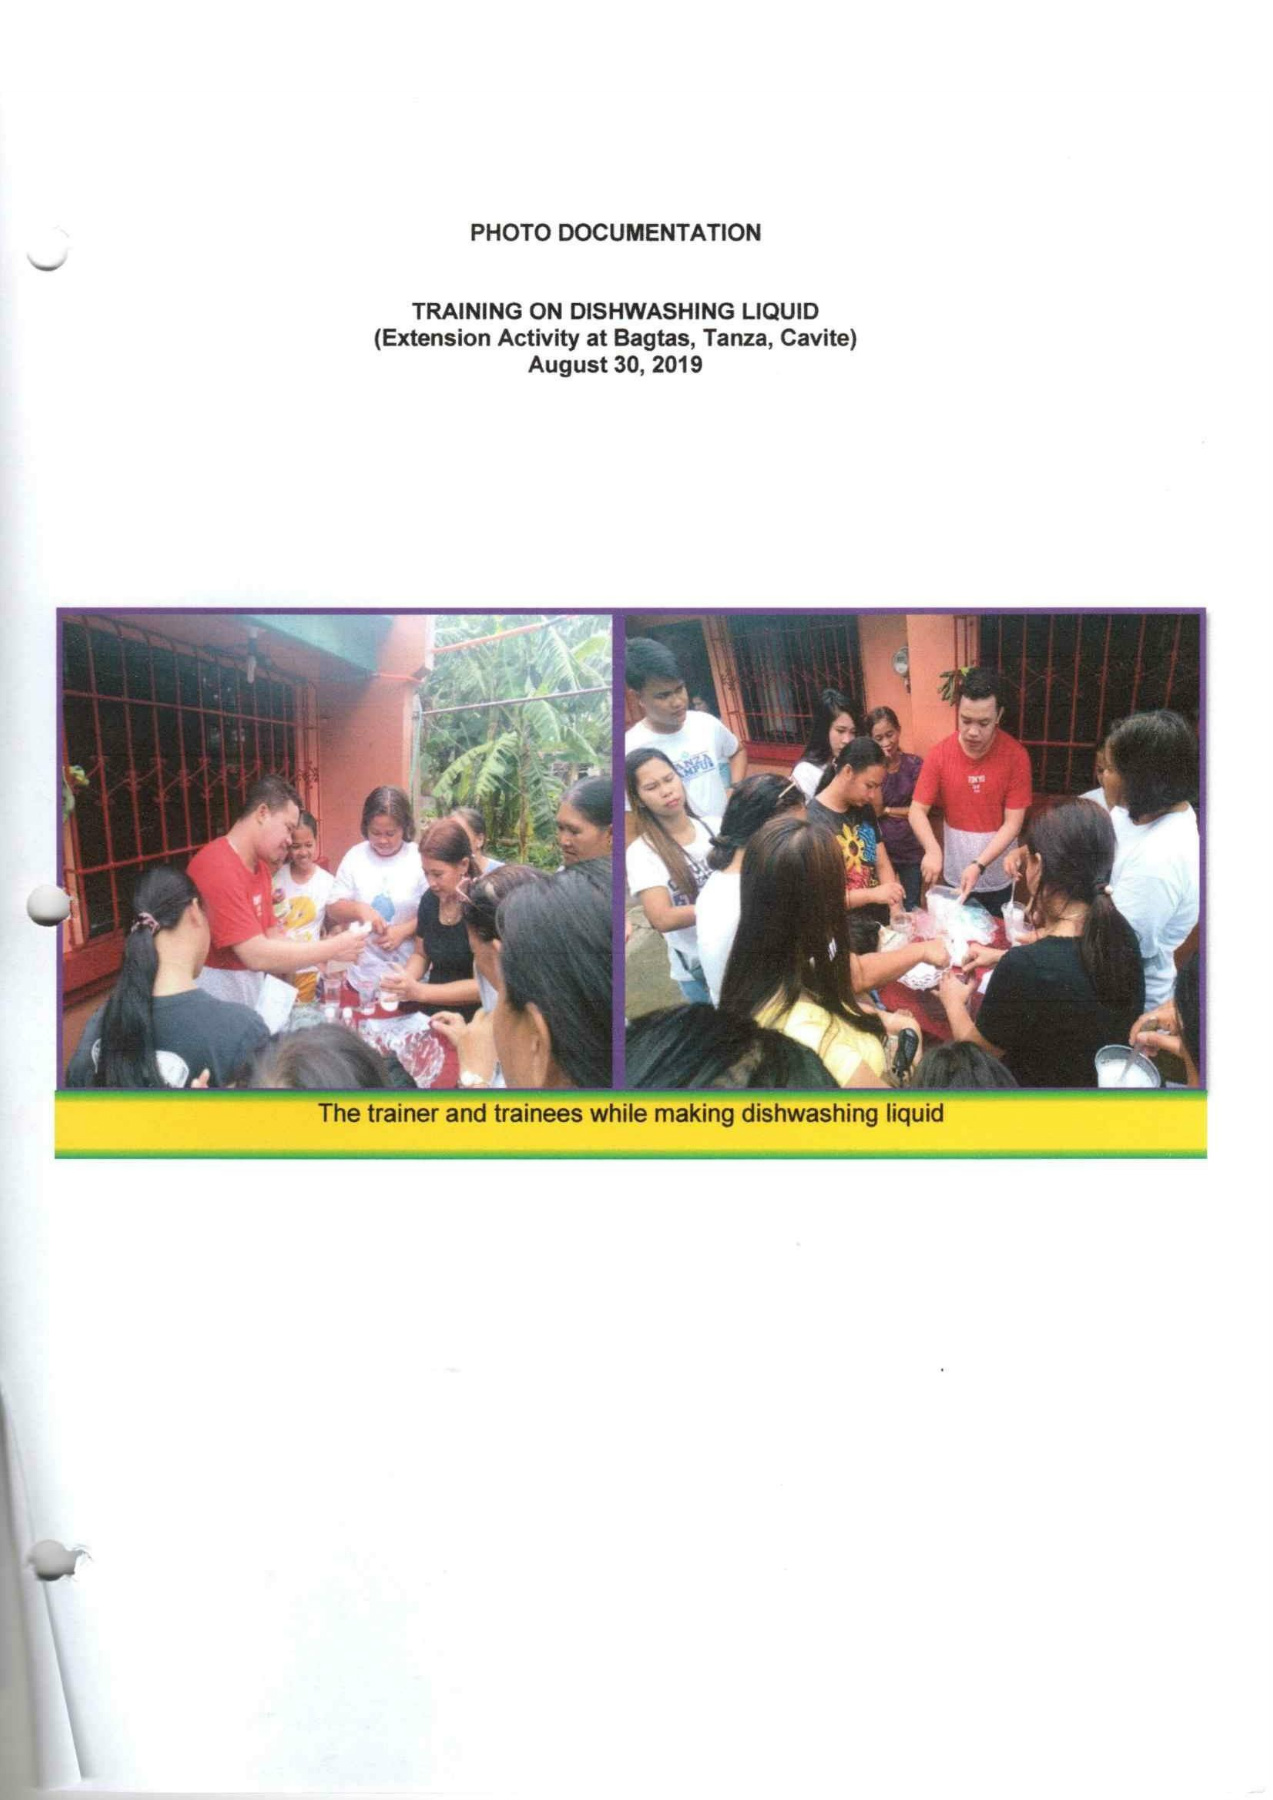 PHOTO DOCUMENTATION
TRAINING ON DISHWASHING LIQUID
(Extension Activity at Bagtas, Tanza, Cavite)
August 30, 2019
TOKYO
The trainer and trainees while making dishwashing liquid